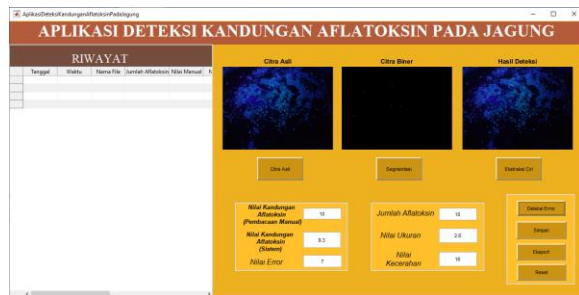 AplikasiDeteksiKandunganAflatoksinPadaJagung
APLIKASI DETEKSI KANDUNGAN AFLATOKSIN PADA JAGUNG
RIWAYAT
Tanggal Waktu Nama File Jumlah Aflatoksin Nilai Manual N
Citra Asli Citra Biner Hasil Deteksi
Citra Asli Segmentasi Ekstraksi Ciri
Nilai Kandungan
Aflatoksin
(Pembacaan Manual)
10
Nilai Kandungan
Aflatoksin
(Sistem)
9.3
Nilai Error 7
Jumlah Aflatoksin 10
Nilai Ukuran 2.6
Nilai
Kecerahan
16
Deteksi Error
Simpan
Eksport
Reset